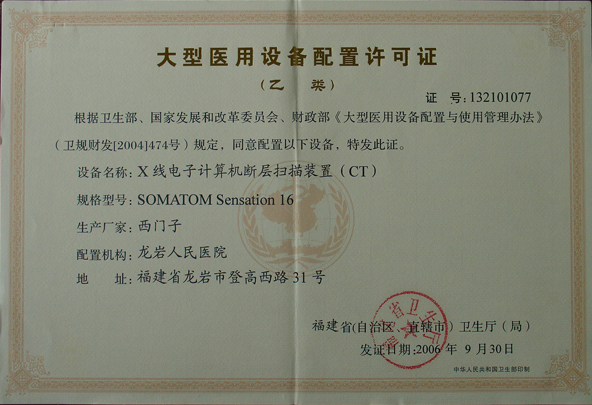 大型医用设备配置许可证
（乙 类）
证 号：132101077
根据卫生部、国家发展和改革委员会、财政部《大型医用设备配置与使用管理办法》
（卫规财发[2004]474号）规定，同意配置以下设备，特发此证。
设备名称：X 线电子计算机断层扫描装置（CT）
规格型号：SOMATOM Sensation 16
生产厂家：西门子
配置机构：龙岩人民医院
地 址：福建省龙岩市登高西路 31 号
福建省(自治区 直辖市）卫生厅（局）
发证日期：2006 年 9 月 30日
中华人民共和国卫生部印制